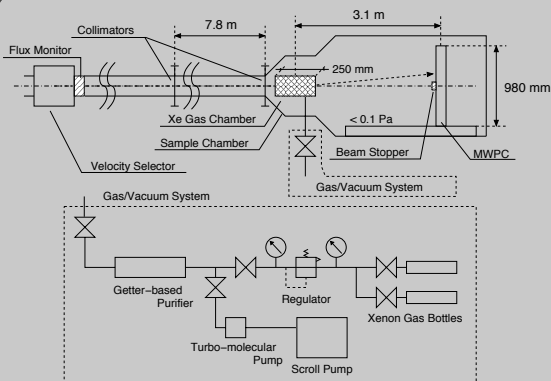 7.8 m
3.1 m
Collimators
Flux Monitor
250 mm
980 mm
Xe Gas Chamber
< 0.1 Pa
Sample Chamber
Beam Stopper
MWPC
Velocity Selector
Gas/Vacuum System
Gas/Vacuum System
Getter-based
Purifier
Regulator
Xenon Gas Bottles
Turbo-molecular
Pump
Scroll Pump